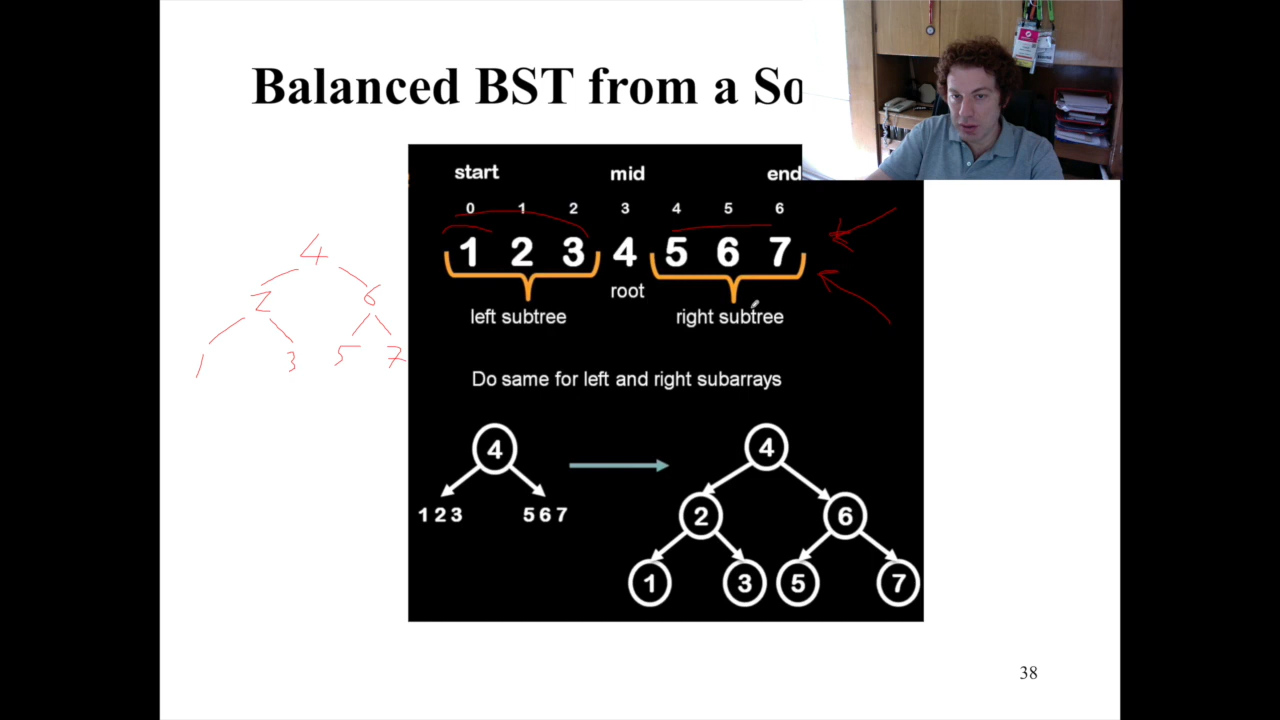 Balanced BST from a So
start mid end
0 1 2 3 4 5 6
1 2 3 4 5 6 7
root
left subtree right subtree
Do same for left and right subarrays
4
1 2 3 5 6 7
4
2 6
1 3 5 7
4
2 6
1 3 5 7
38